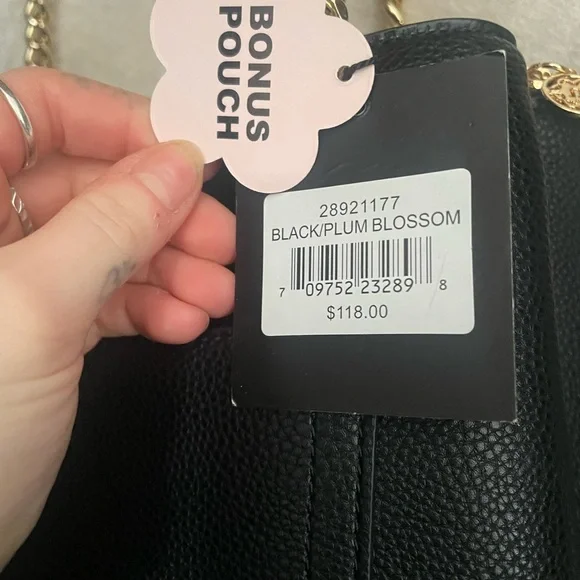 BONUS
POUCH
28921177
BLACK/PLUM BLOSSOM
7 09752 23289 8
$118.00